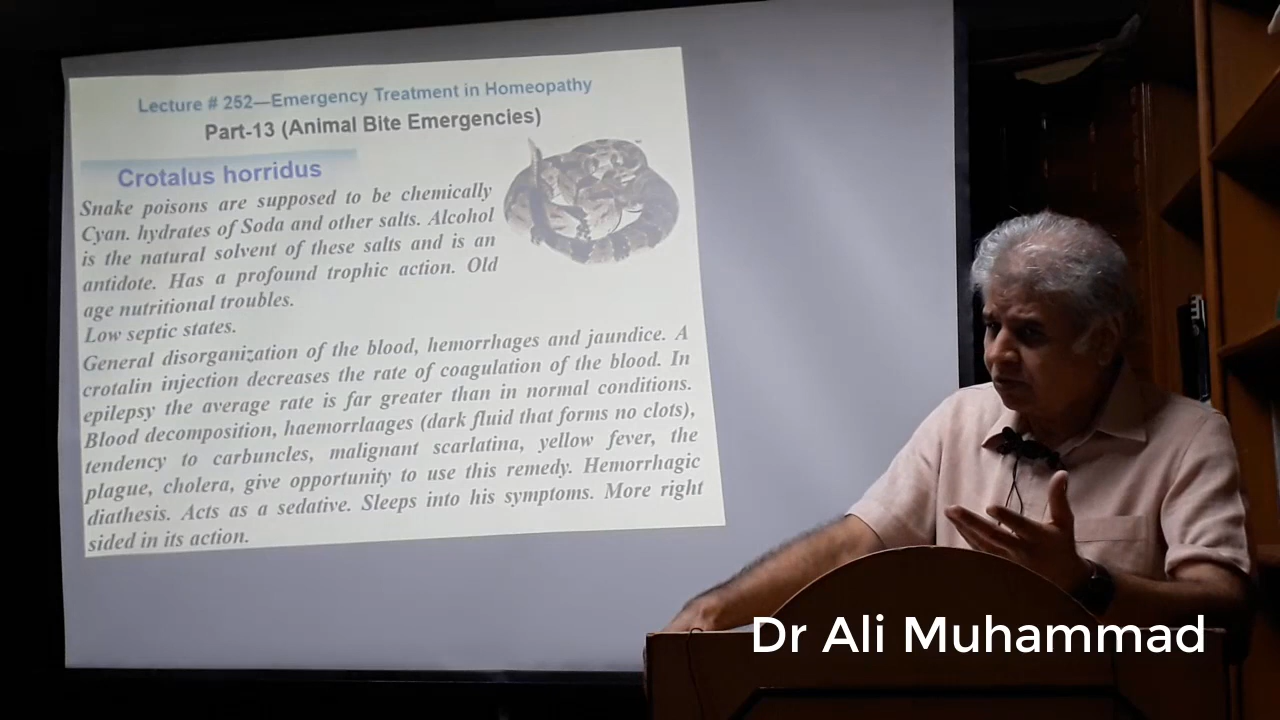 Lecture # 252—Emergency Treatment in Homeopathy
Part-13 (Animal Bite Emergencies)
Crotalus horridus
Snake poisons are supposed to be chemically
Cyan. hydrates of Soda and other salts. Alcohol
is the natural solvent of these salts and is an
antidote. Has a profound trophic action. Old
age nutritional troubles.
Low septic states.
General disorganization of the blood, hemorrhages and jaundice. A
crotalin injection decreases the rate of coagulation of the blood. In
epilepsy the average rate is far greater than in normal conditions.
Blood decomposition, haemorrlaages (dark fluid that forms no clots),
tendency to carbuncles, malignant scarlatina, yellow fever, the
plague, cholera, give opportunity to use this remedy. Hemorrhagic
diathesis. Acts as a sedative. Sleeps into his symptoms. More right
sided in its action.
Dr Ali Muhammad